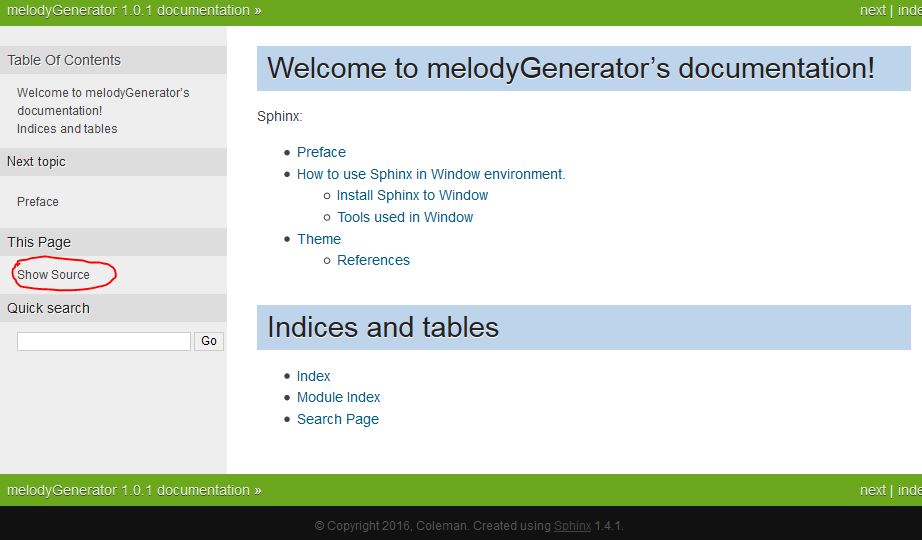 melodyGenerator 1.0.1 documentation »
next | inde
Table Of Contents
Welcome to melodyGenerator's
documentation!
Indices and tables
Next topic
Preface
This Page
Show Source
Quick search
Go
Welcome to melodyGenerator’s documentation!
Sphinx:
Preface
How to use Sphinx in Window environment.
Install Sphinx to Window
Tools used in Window
Theme
References
Indices and tables
Index
Module Index
Search Page
melodyGenerator 1.0.1 documentation »
next | inde
© Copyright 2016, Coleman. Created using Sphinx 1.4.1.